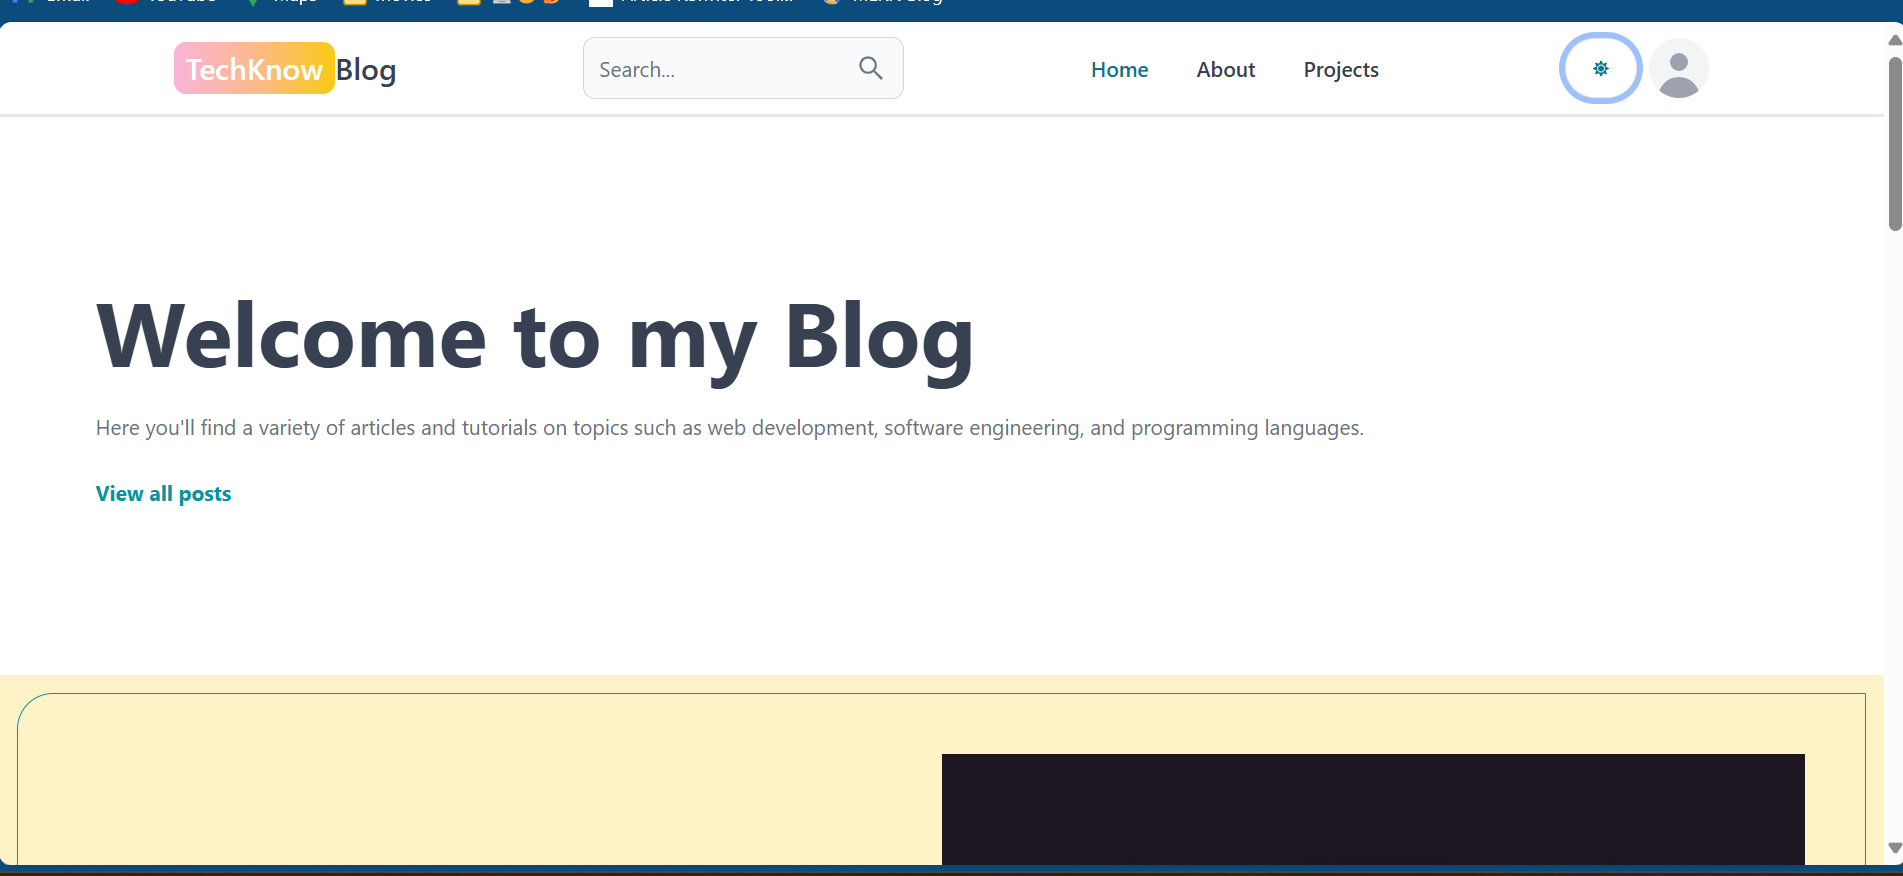 TechKnow Blog
Search...
Home
About
Projects
Welcome to my Blog
Here you'll find a variety of articles and tutorials on topics such as web development, software engineering, and programming languages.
View all posts